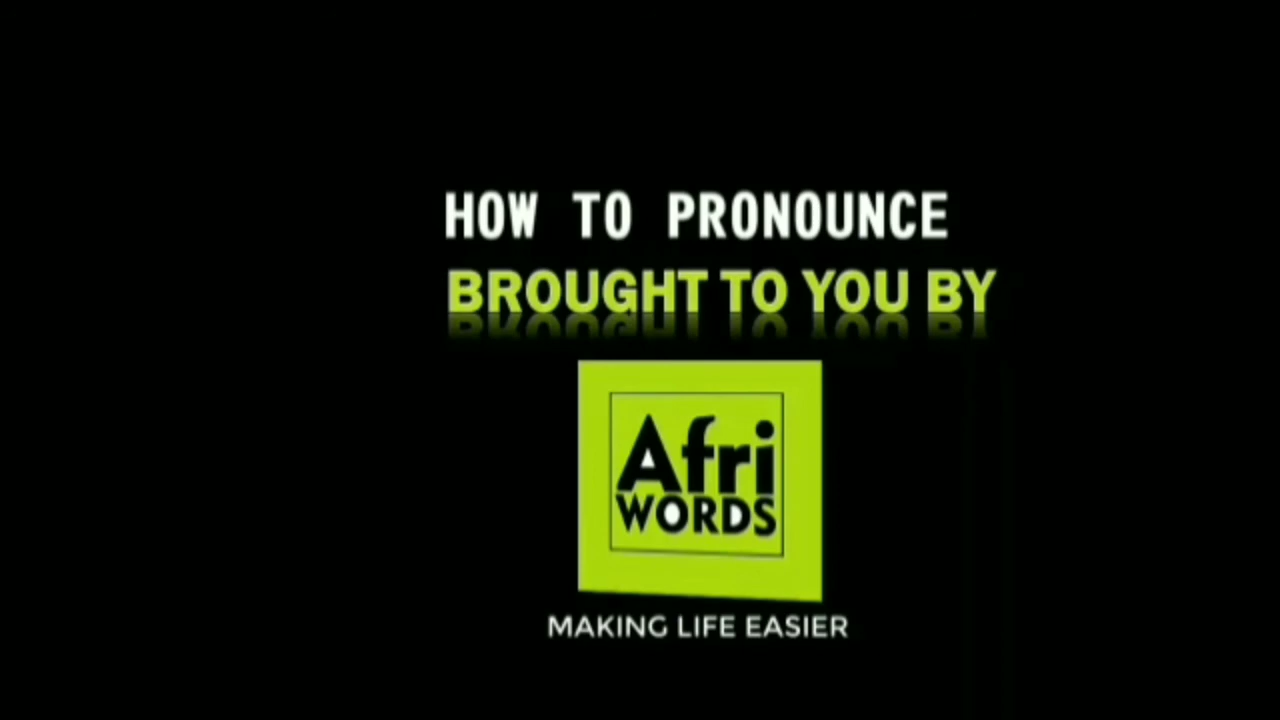 HOW TO PRONOUNCE
BROUGHT TO YOU BY
Afri
WORDS
MAKING LIFE EASIER